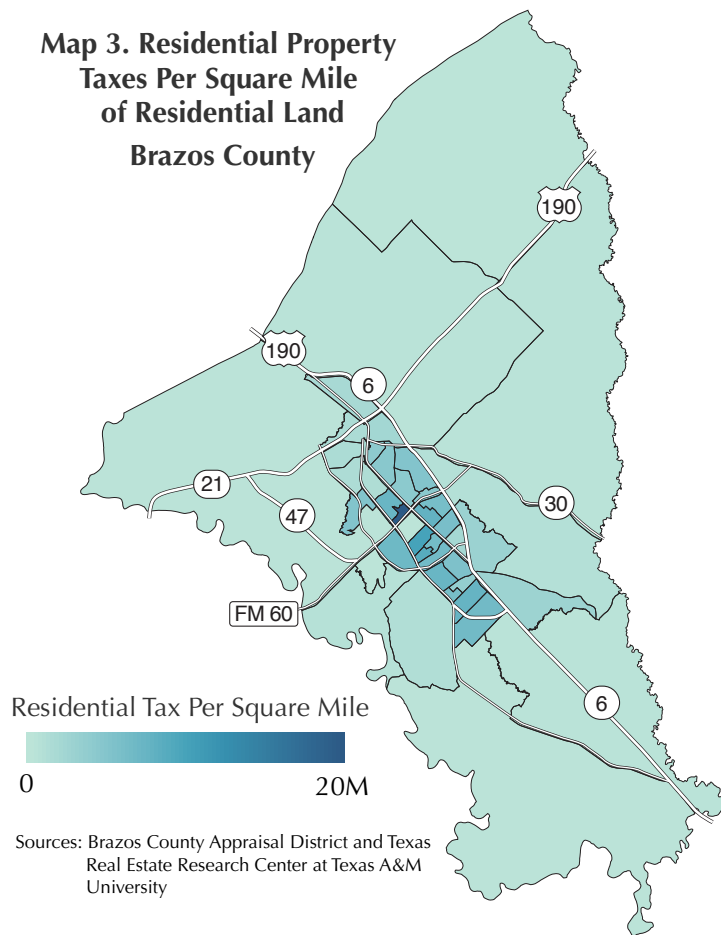 Map 3. Residential Property
Taxes Per Square Mile
of Residential Land
Brazos County
190
190
6
21
47
30
FM 60
6
Residential Tax Per Square Mile
0
20M
Sources: Brazos County Appraisal District and Texas
Real Estate Research Center at Texas A&M
University